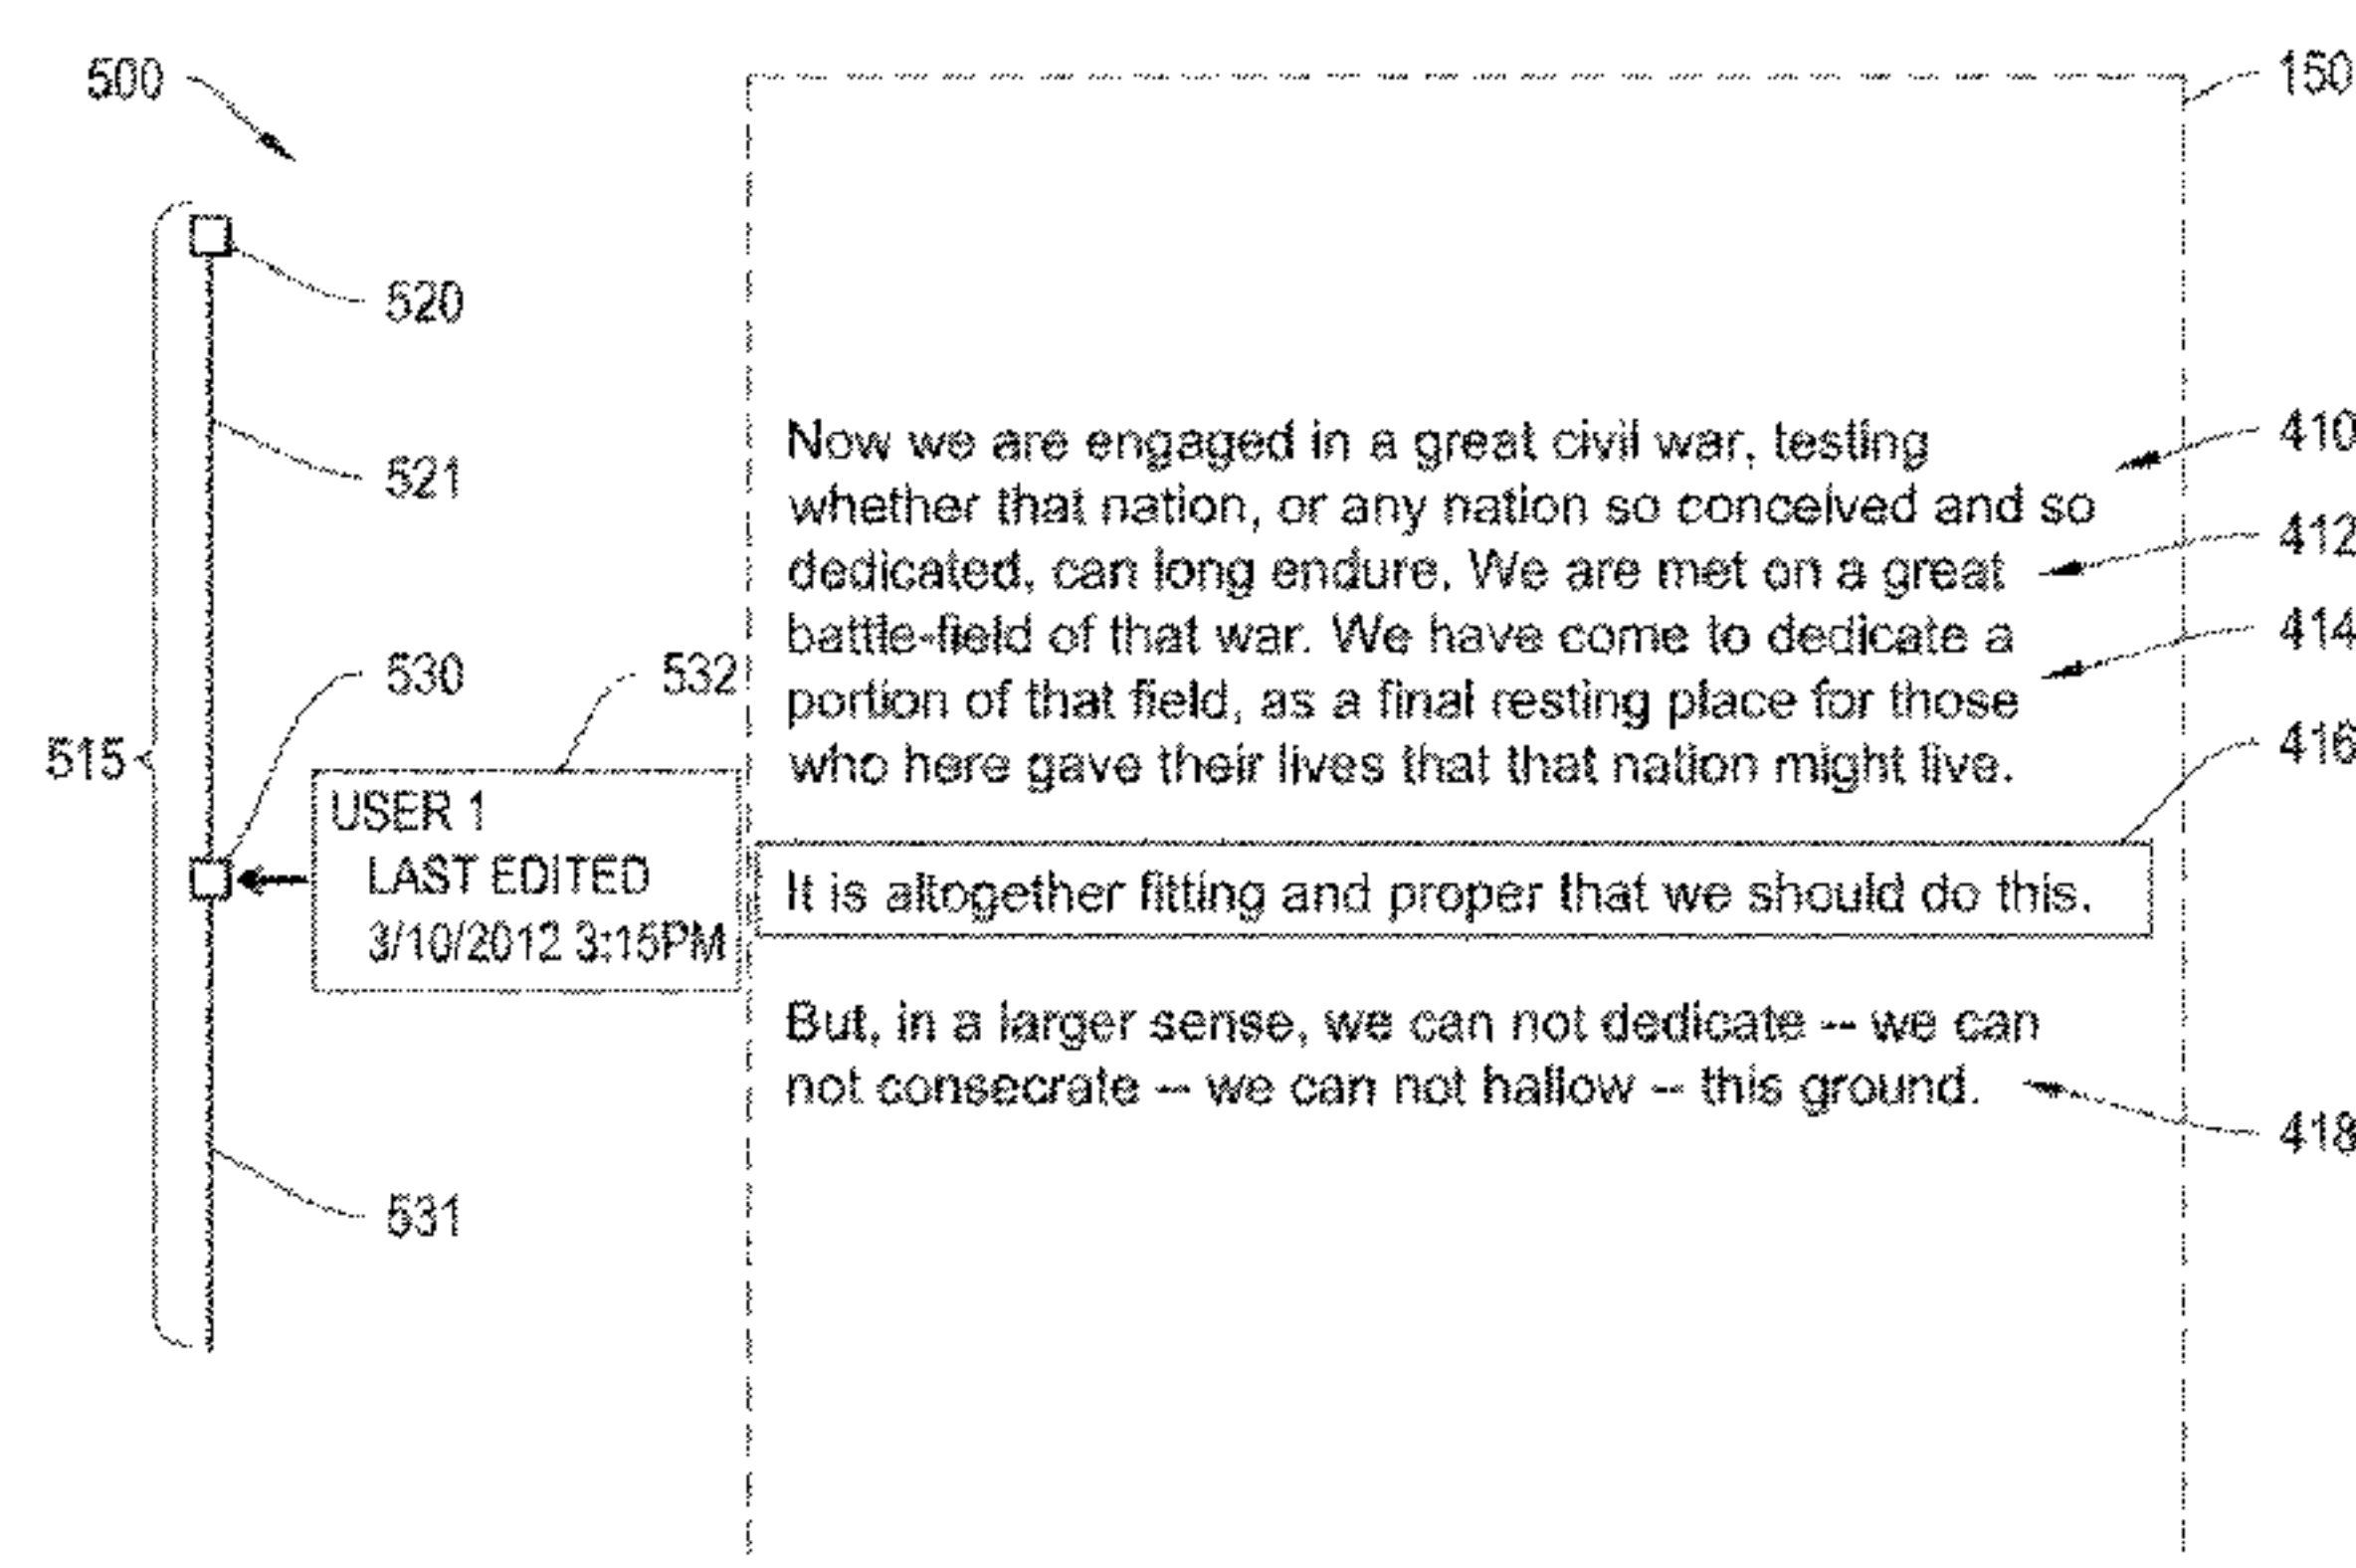 500
150
520
521
530
532
515
USER 1
LAST EDITED
3/10/2012 3:15PM
531
Now we are engaged in a great civil war, testing
whether that nation, or any nation so conceived and so
dedicated, can long endure. We are met on a great
battle-field of that war. We have come to dedicate a
portion of that field, as a final resting place for those
who here gave their lives that that nation might live.
It is altogether fitting and proper that we should do this.
But, in a larger sense, we can not dedicate -- we can
not consecrate -- we can not hallow -- this ground.
410
412
414
416
418